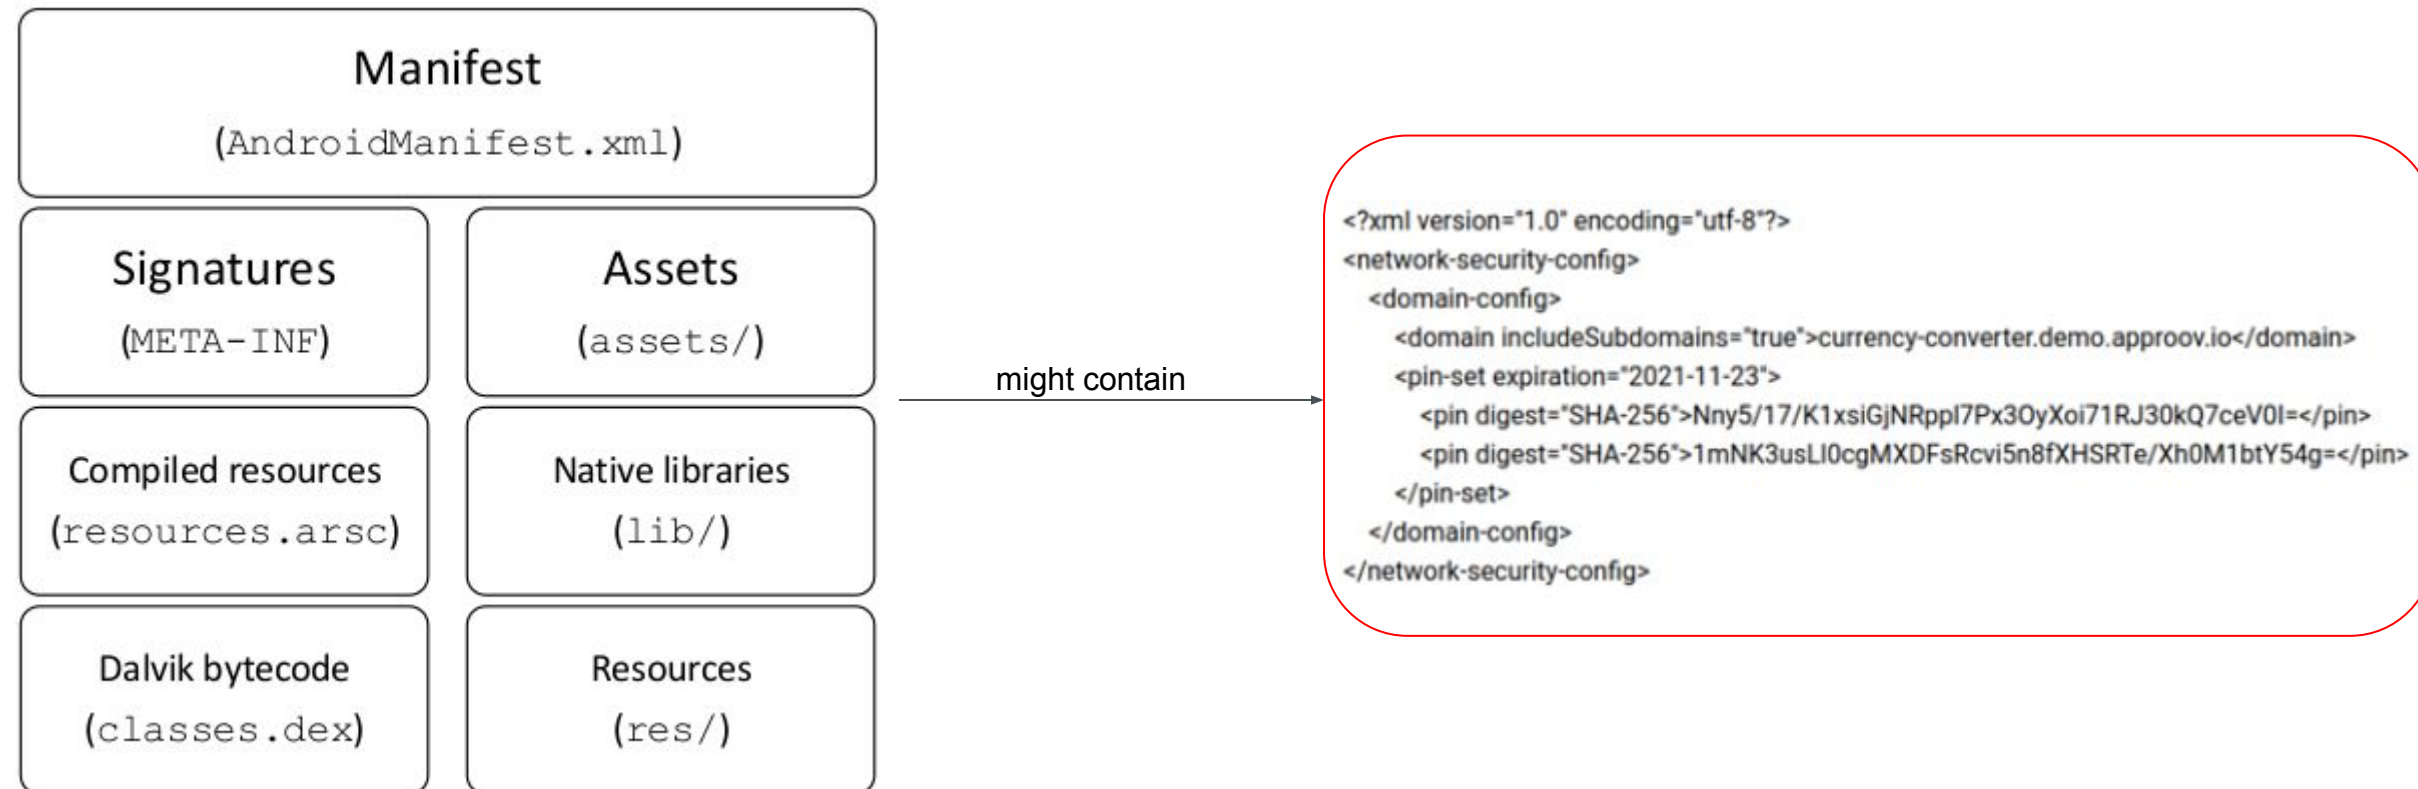 Manifest
(AndroidManifest.xml)
Signatures
(META-INF)
Assets
(assets/)
Compiled resources
(resources.arsc)
Native libraries
(lib/)
Dalvik bytecode
(classes.dex)
Resources
(res/)
might contain
<?xml version="1.0" encoding="utf-8"?>
<network-security-config>
<domain-config>
<domain includeSubdomains="true">currency-converter.demo.approov.io</domain>
<pin-set expiration="2021-11-23">
<pin digest="SHA-256">Nny5/17/K1xsiGjNRppI7Px3OyXoi71RJ30kQ7ceV0I=</pin>
<pin digest="SHA-256">1mNK3usLI0cgMXDFsRcvi5n8fXHSRTe/Xh0M1btY54g=</pin>
</pin-set>
</domain-config>
</network-security-config>